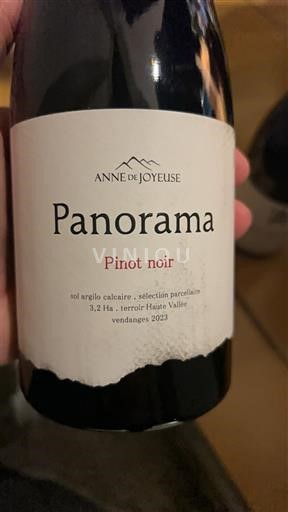 ANNE DE JOYEUSE
Panorama
VINIOU
Pinot noir
sol argilo calcaire . sélection parcellaire
3,2 Ha . terroir Haute Vallée
vendanges 2023